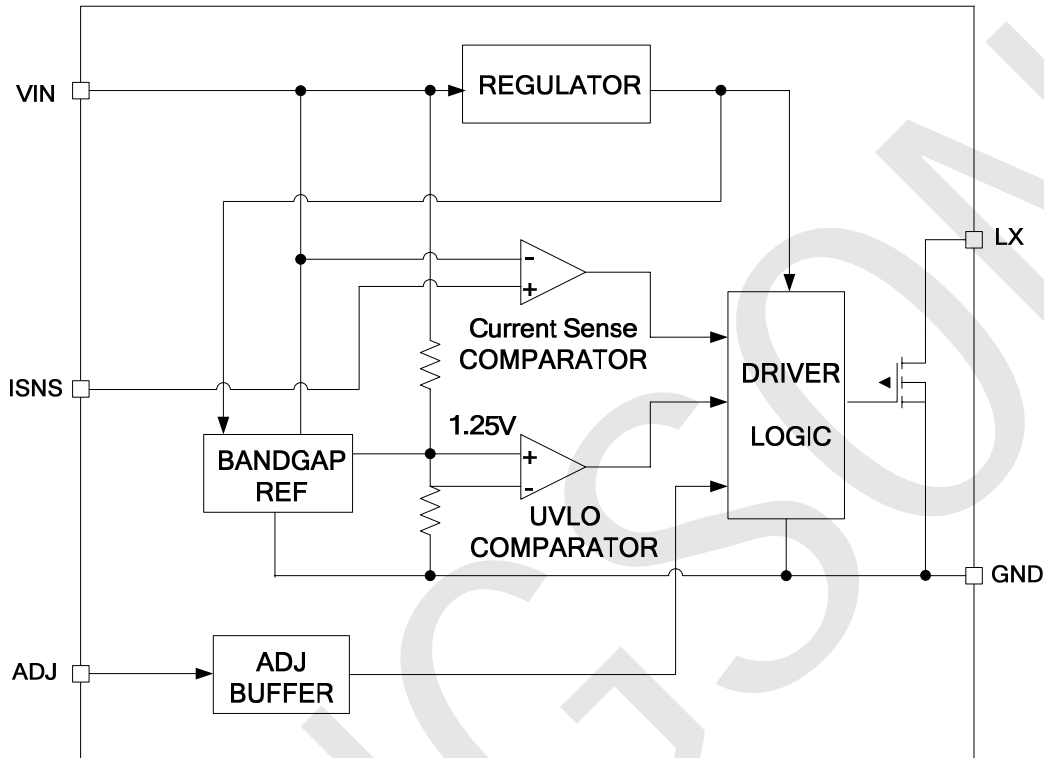 REGULATOR
VIN
LX
-
+
Current Sense
COMPARATOR
DRIVER
LOGIC
ISNS
1.25V
BANDGAP
REF
+
-
UVLO
COMPARATOR
GND
ADJ
ADJ
BUFFER